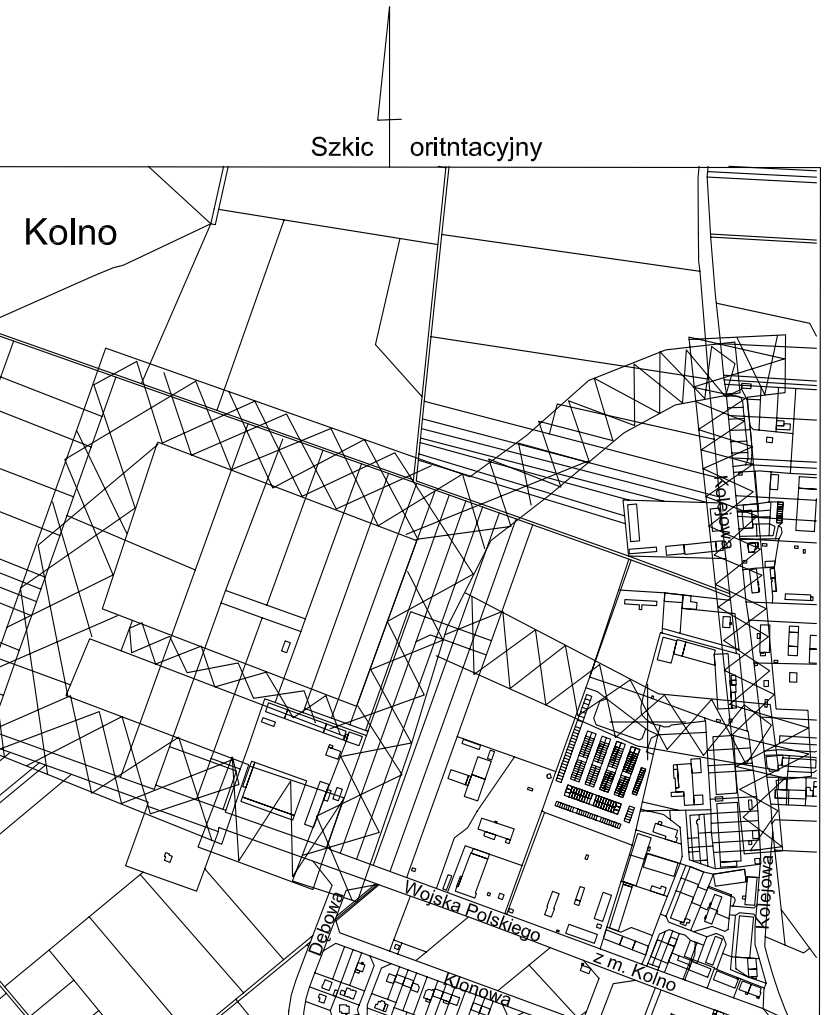 Szkic oritntacyjny
Kolno
Kolejowa
Kolejowa
Wojska Polskiego
Dębowa
z m. Kolno
Klonowa